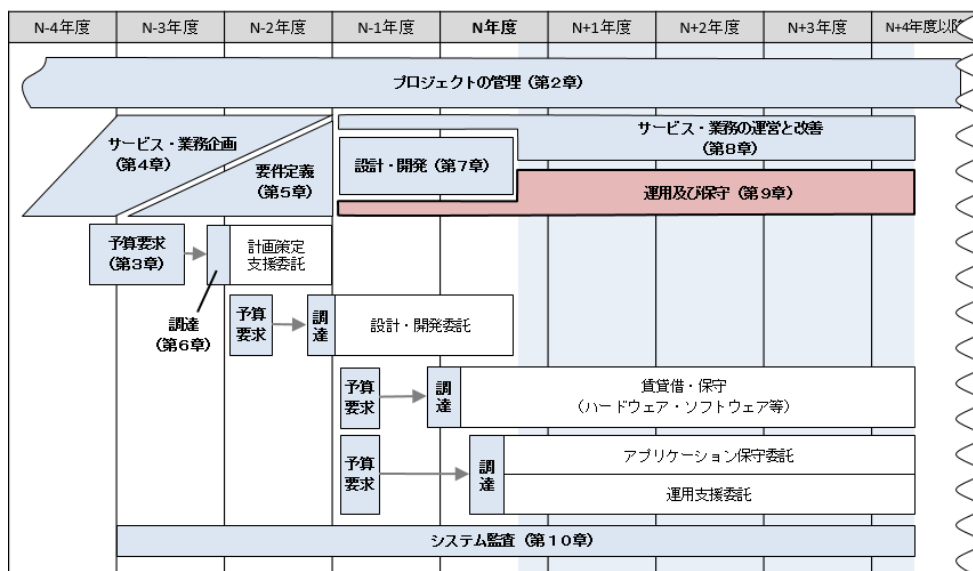 N-4年度
N-3年度
N-2年度
N-1年度
N年度
N+1年度
N+2年度
N+3年度
N+4年度以降
プロジェクトの管理（第2章）
サービス・業務企画
（第4章）
要件定義
（第5章）
設計・開発（第7章）
サービス・業務の運営と改善
（第8章）
運用及び保守（第9章）
予算要求
（第3章）
計画策定
支援委託
調達
（第6章）
予算
要求
調
達
設計・開発委託
予算
要求
調
達
賃貸借・保守
（ハードウェア・ソフトウェア等）
予算
要求
調
達
アプリケーション保守委託
運用支援委託
システム監査（第10章）